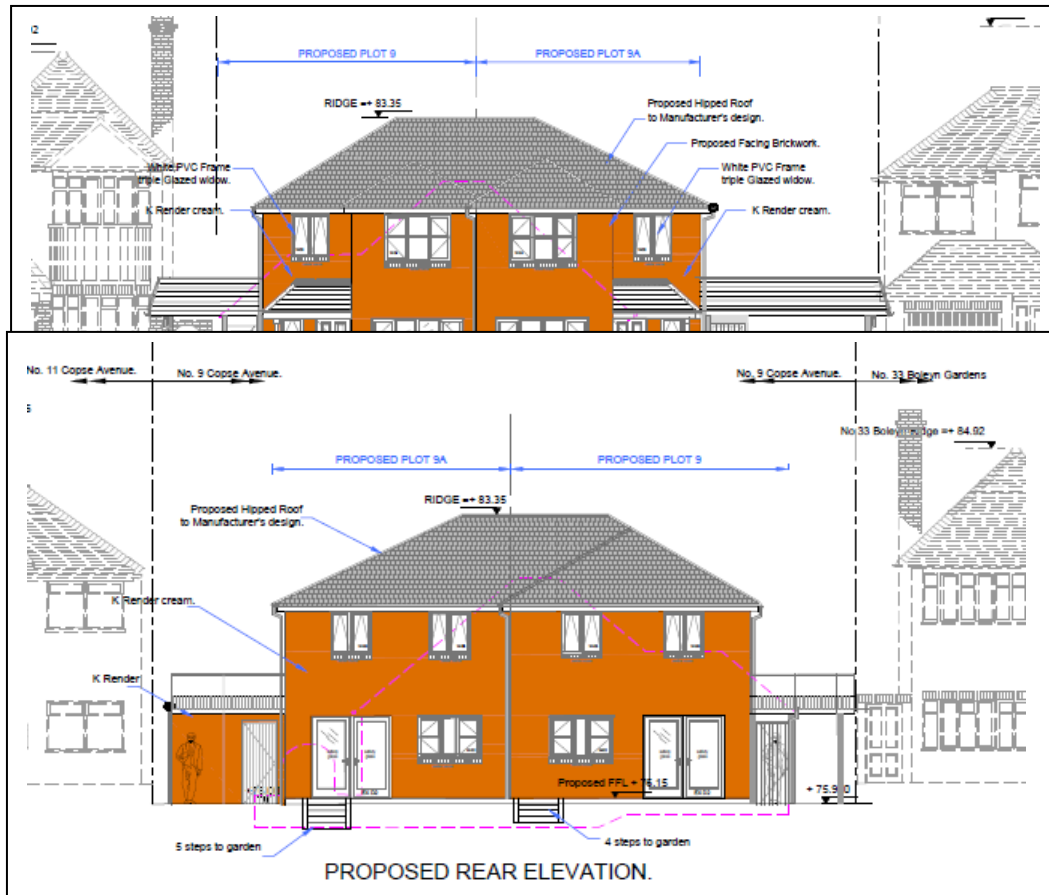 PROPOSED PLOT 9
PROPOSED PLOT 9A
RIDGE =+ 83.35
Proposed Hipped Roof
to Manufacturer's design.
Proposed Facing Brickwork.
White PVC Frame
triple Glazed widow.
White PVC Frame
triple Glazed widow.
K Render cream.
K Render cream.
No. 11 Copse Avenue.
No. 9 Copse Avenue.
No. 9 Copse Avenue.
No. 33 Boleyn Gardens
No 33 Boleyn Ridge =+ 84.92
PROPOSED PLOT 9A
PROPOSED PLOT 9
RIDGE =+ 83.35
Proposed Hipped Roof
to Manufacturer's design.
K Render cream.
K Render
Proposed FFL + 76.15
5 steps to garden
4 steps to garden
PROPOSED REAR ELEVATION.